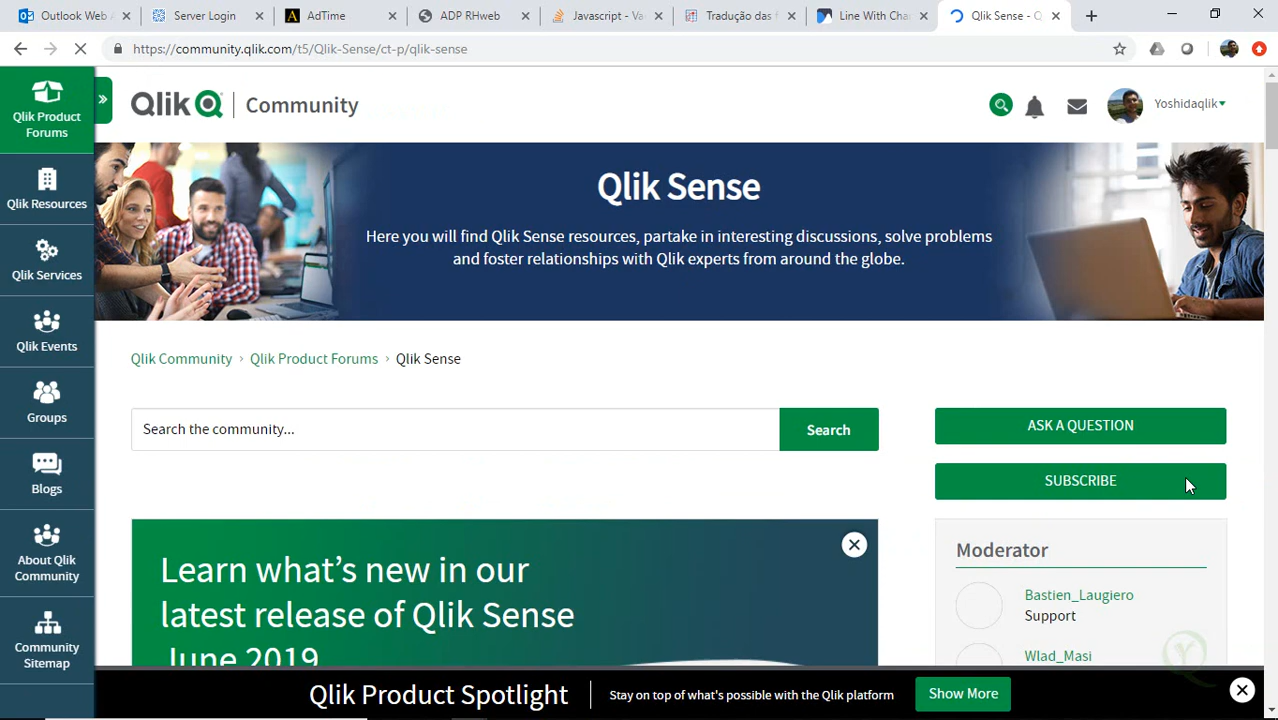 Outlook Web A
Server Login
AdTime
ADP RHweb
Javascript - Va
Tradução das f
Line With Cha
Qlik Sense - Q
https://community.qlik.com/t5/Qlik-Sense/ct-p/qlik-sense
Qlik Product
Forums
Qlik Resources
Qlik Services
Qlik Events
Groups
Blogs
About Qlik
Community
Community
Sitemap
Qlik Community
Yoshidaqlik
Qlik Sense
Here you will find Qlik Sense resources, partake in interesting discussions, solve problems
and foster relationships with Qlik experts from around the globe.
Qlik Community › Qlik Product Forums › Qlik Sense
Search the community...
Search
ASK A QUESTION
SUBSCRIBE
Learn what's new in our
latest release of Qlik Sense
June 2019
Moderator
Bastien_Laugiero
Support
Wlad_Masi
Qlik Product Spotlight
Stay on top of what's possible with the Qlik platform
Show More